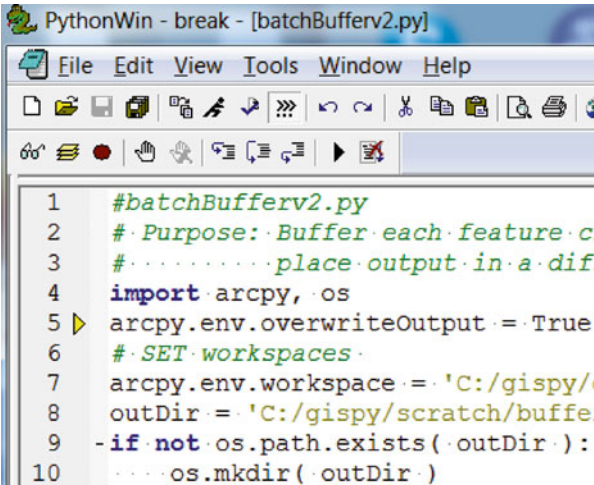 PythonWin - break - [batchBufferv2.py]
File Edit View Tools Window Help
1 #batchBufferv2.py
2 # Purpose: Buffer each feature
3 # place output in a
4 import arcpy, os
5 arcpy.env.overwriteOutput = True
6 # SET workspaces
7 arcpy.env.workspace = 'C:/gispy/
8 outDir = 'C:/gispy/scratch/buffe
9 -if not os.path.exists( outDir ):
10 os.mkdir( outDir )